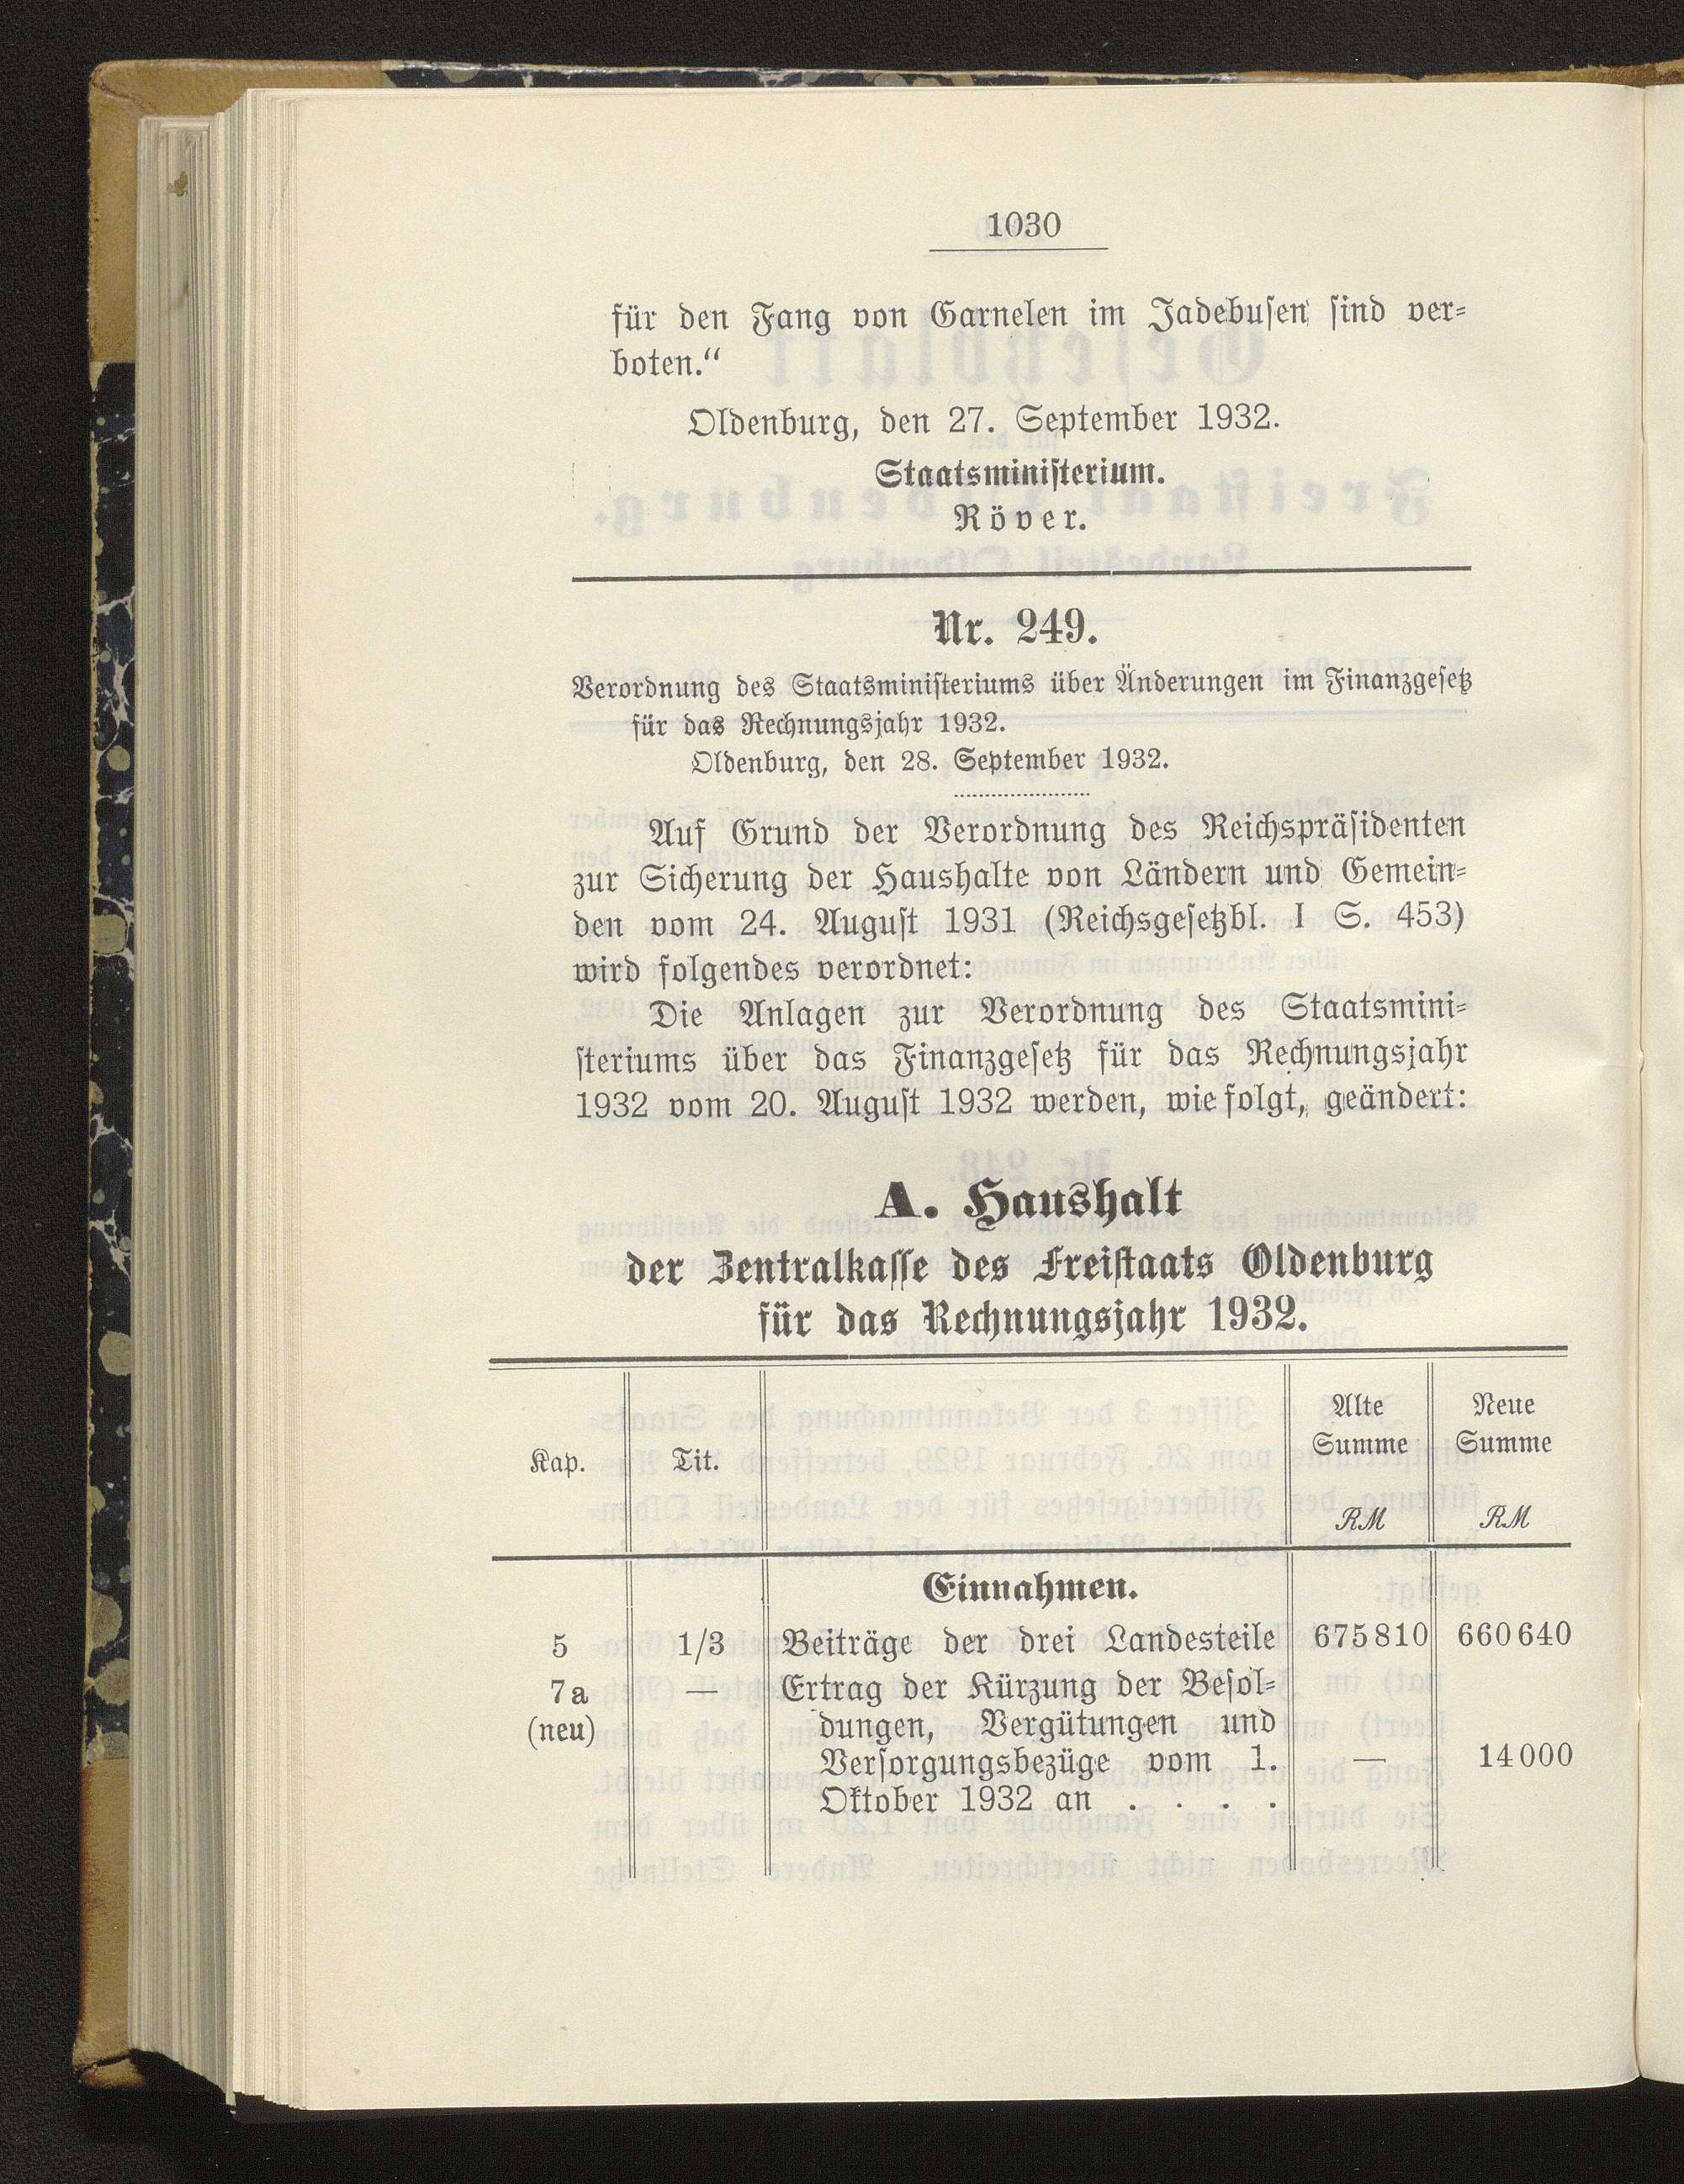 1030
für den Fang von Garnelen im Jadebusen sind ver-
boten.“
Oldenburg, den 27. September 1932.
Staatsministerium.
Röver.
Nr. 249.
Verordnung des Staatsministeriums über Änderungen im Finanzgesetz
für das Rechnungsjahr 1932.
Oldenburg, den 28. September 1932.
Auf Grund der Verordnung des Reichspräsidenten
zur Sicherung der Haushalte von Ländern und Gemein-
den vom 24. August 1931 (Reichsgesetzbl. I S. 453)
wird folgendes verordnet:
Die Anlagen zur Verordnung des Staatsmini-
steriums über das Finanzgesetz für das Rechnungsjahr
1932 vom 20. August 1932 werden, wie folgt, geändert:
A. Haushalt
der Zentralkasse des Freistaats Oldenburg
für das Rechnungsjahr 1932.
Kap. Tit. Alte Summe RM Neue Summe RM
Einnahmen.
5 1/3 Beiträge der drei Landesteile 675 810 660 640
7a — Ertrag der Kürzung der Besol-
(neu) dungen, Vergütungen und
Versorgungsbezüge vom 1. — 14 000
Oktober 1932 an . . . .